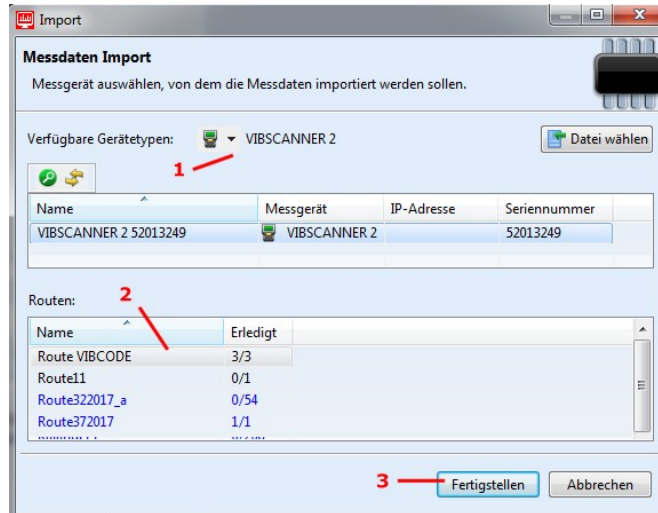 Import
Messdaten Import
Messgerät auswählen, von dem die Messdaten importiert werden sollen.
Verfügbare Gerätetypen: VIBSCANNER 2 Datei wählen
1
Name Messgerät IP-Adresse Seriennummer
VIBSCANNER 2 52013249 VIBSCANNER 2 52013249
Routen:
2
Name Erledigt
Route VIBCODE 3/3
Route11 0/1
Route322017_a 0/54
Route372017 1/1
3 Fertigstellen Abbrechen